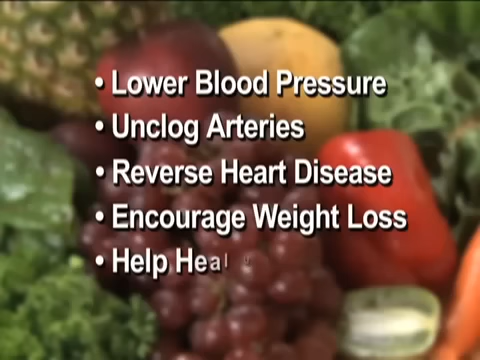 • Lower Blood Pressure
• Unclog Arteries
• Reverse Heart Disease
• Encourage Weight Loss
• Help